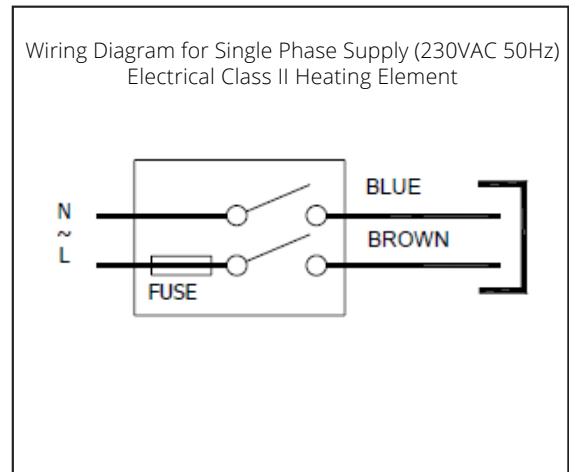 Wiring Diagram for Single Phase Supply (230VAC 50Hz)
Electrical Class II Heating Element
BLUE
N
~
BROWN
L
FUSE